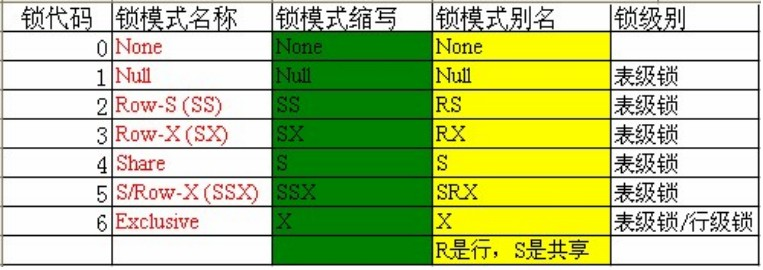 锁代码 锁模式名称 锁模式缩写 锁模式别名 锁级别
0 None None None
1 Null Null Null 表级锁
2 Row-S (SS) SS RS 表级锁
3 Row-X (SX) SX RX 表级锁
4 Share S S 表级锁
5 S/Row-X (SSX) SSX SRX 表级锁
6 Exclusive X X 表级锁/行级锁
R是行，S是共享